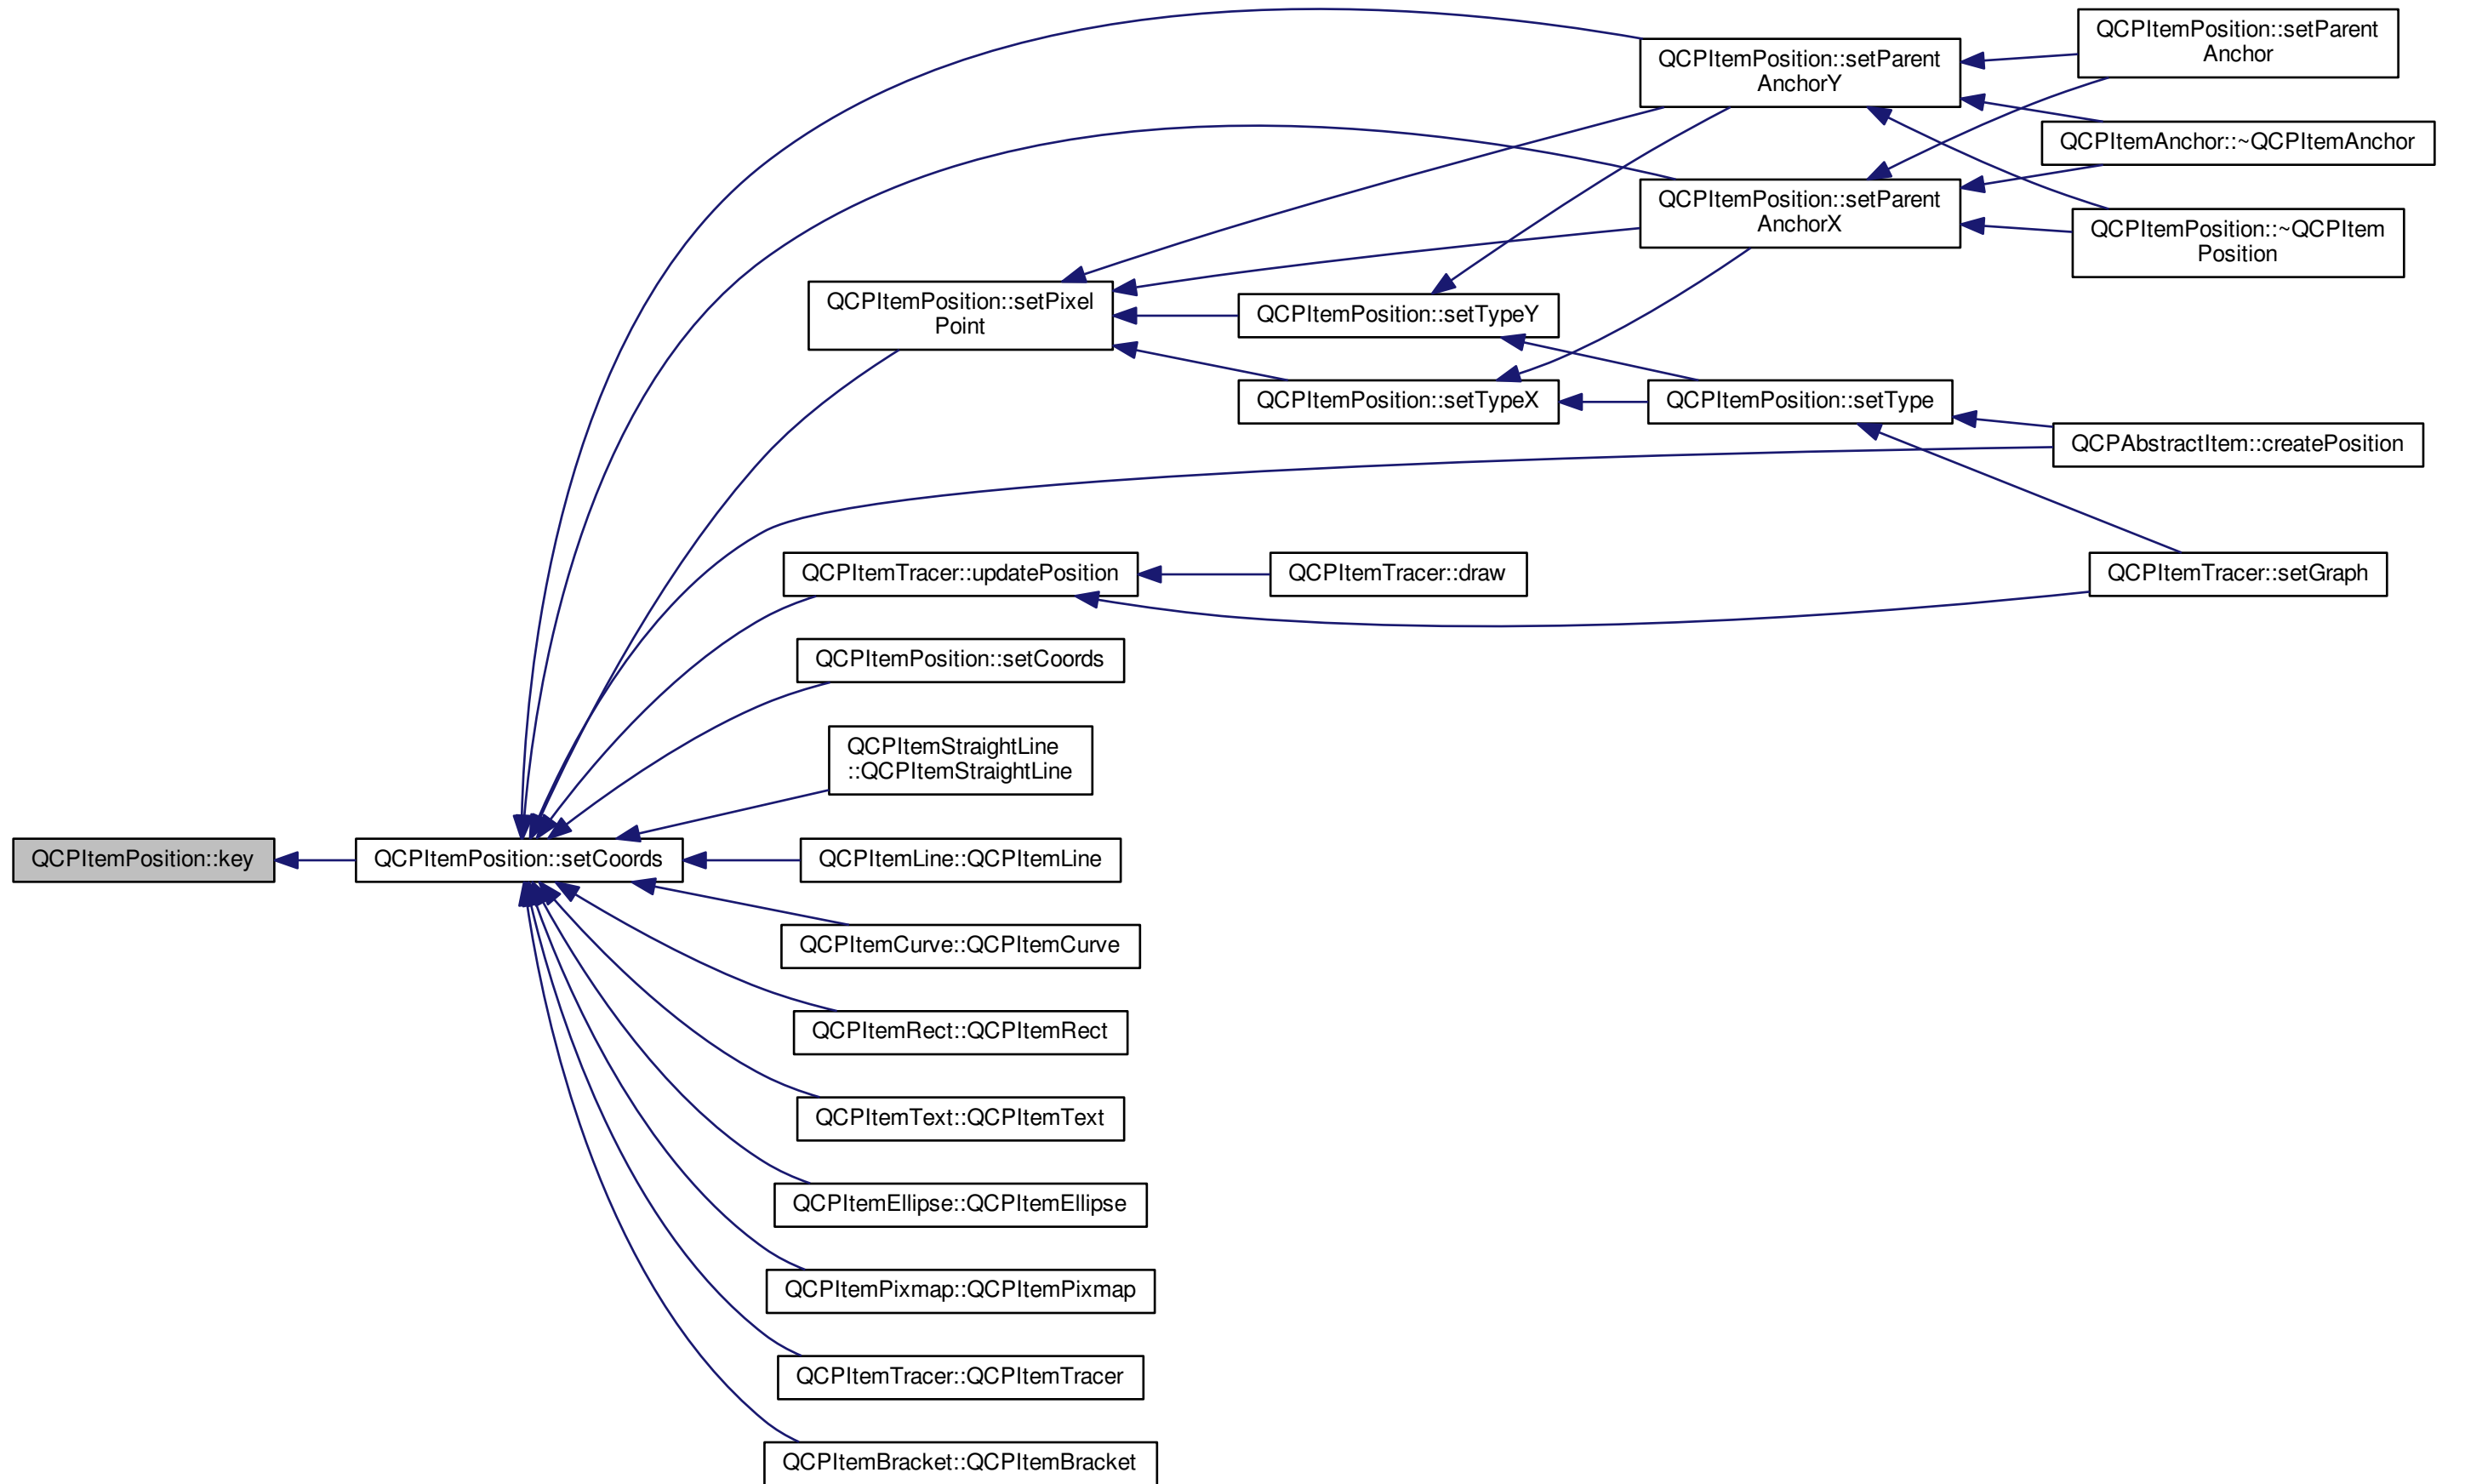 QCPItemPosition::setParent
Anchor
QCPItemPosition::setParent
AnchorY
QCPItemAnchor::~QCPItemAnchor
QCPItemPosition::setParent
AnchorX
QCPItemPosition::~QCPItem
Position
QCPItemPosition::setPixel
Point
QCPItemPosition::setTypeY
QCPItemPosition::setTypeX
QCPItemPosition::setType
QCPAbstractItem::createPosition
QCPItemTracer::updatePosition
QCPItemTracer::draw
QCPItemTracer::setGraph
QCPItemPosition::setCoords
QCPItemStraightLine
::QCPItemStraightLine
QCPItemPosition::key
QCPItemPosition::setCoords
QCPItemLine::QCPItemLine
QCPItemCurve::QCPItemCurve
QCPItemRect::QCPItemRect
QCPItemText::QCPItemText
QCPItemEllipse::QCPItemEllipse
QCPItemPixmap::QCPItemPixmap
QCPItemTracer::QCPItemTracer
QCPItemBracket::QCPItemBracket